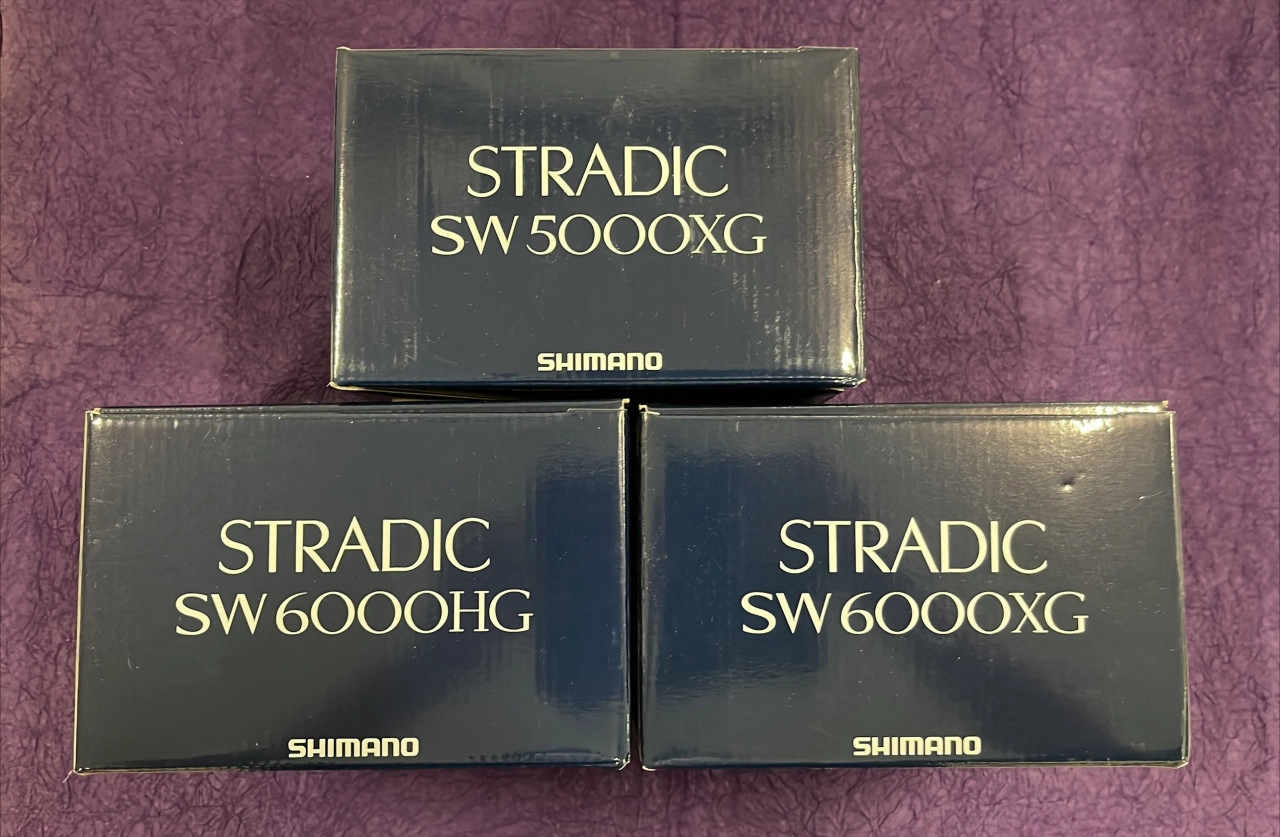 STRADIC
SW 5000XG
SHIMANO
STRADIC
SW 6000HG
SHIMANO
STRADIC
SW 6000XG
SHIMANO